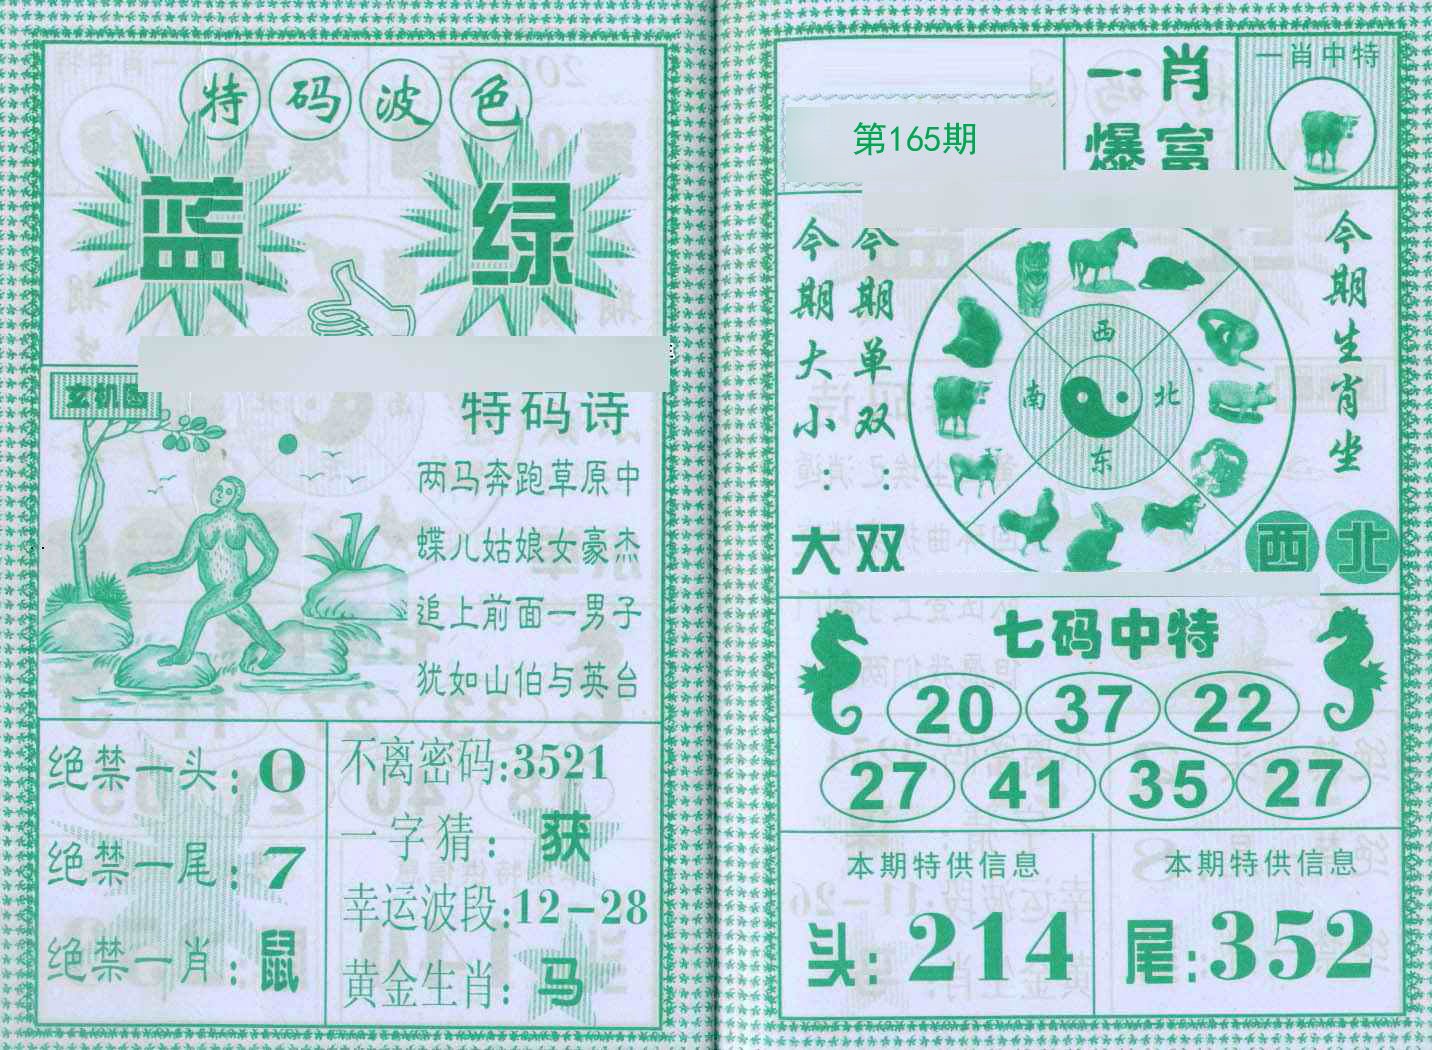 特码波色
蓝 绿
玄机图
特码诗
两马奔跑草原中
蝶儿姑娘女豪杰
追上前面一男子
犹如山伯与英台
绝禁一头:0
绝禁一尾:7
绝禁一肖:鼠
不离密码:3521
一字猜:获
幸运波段:12-28
黄金生肖:马
第165期
一肖
爆富
一肖中特
今期大小:大
今期单双:双
西
南
北
东
今期生肖坐
西北
七码中特
20 37 22
27 41 35 27
本期特供信息
头:214
本期特供信息
尾:352